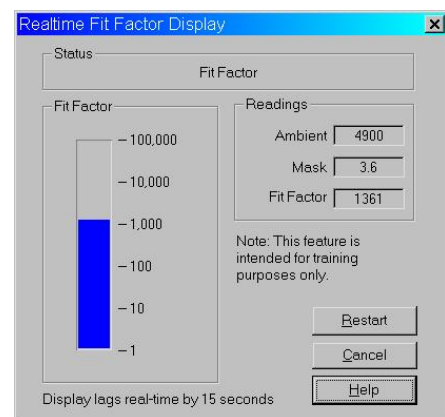 Realtime Fit Factor Display
Status
Fit Factor
Fit Factor
100,000
10,000
1,000
100
10
1
Readings
Ambient 4900
Mask 3.6
Fit Factor 1361
Note: This feature is
intended for training
purposes only.
Restart
Cancel
Help
Display lags real-time by 15 seconds